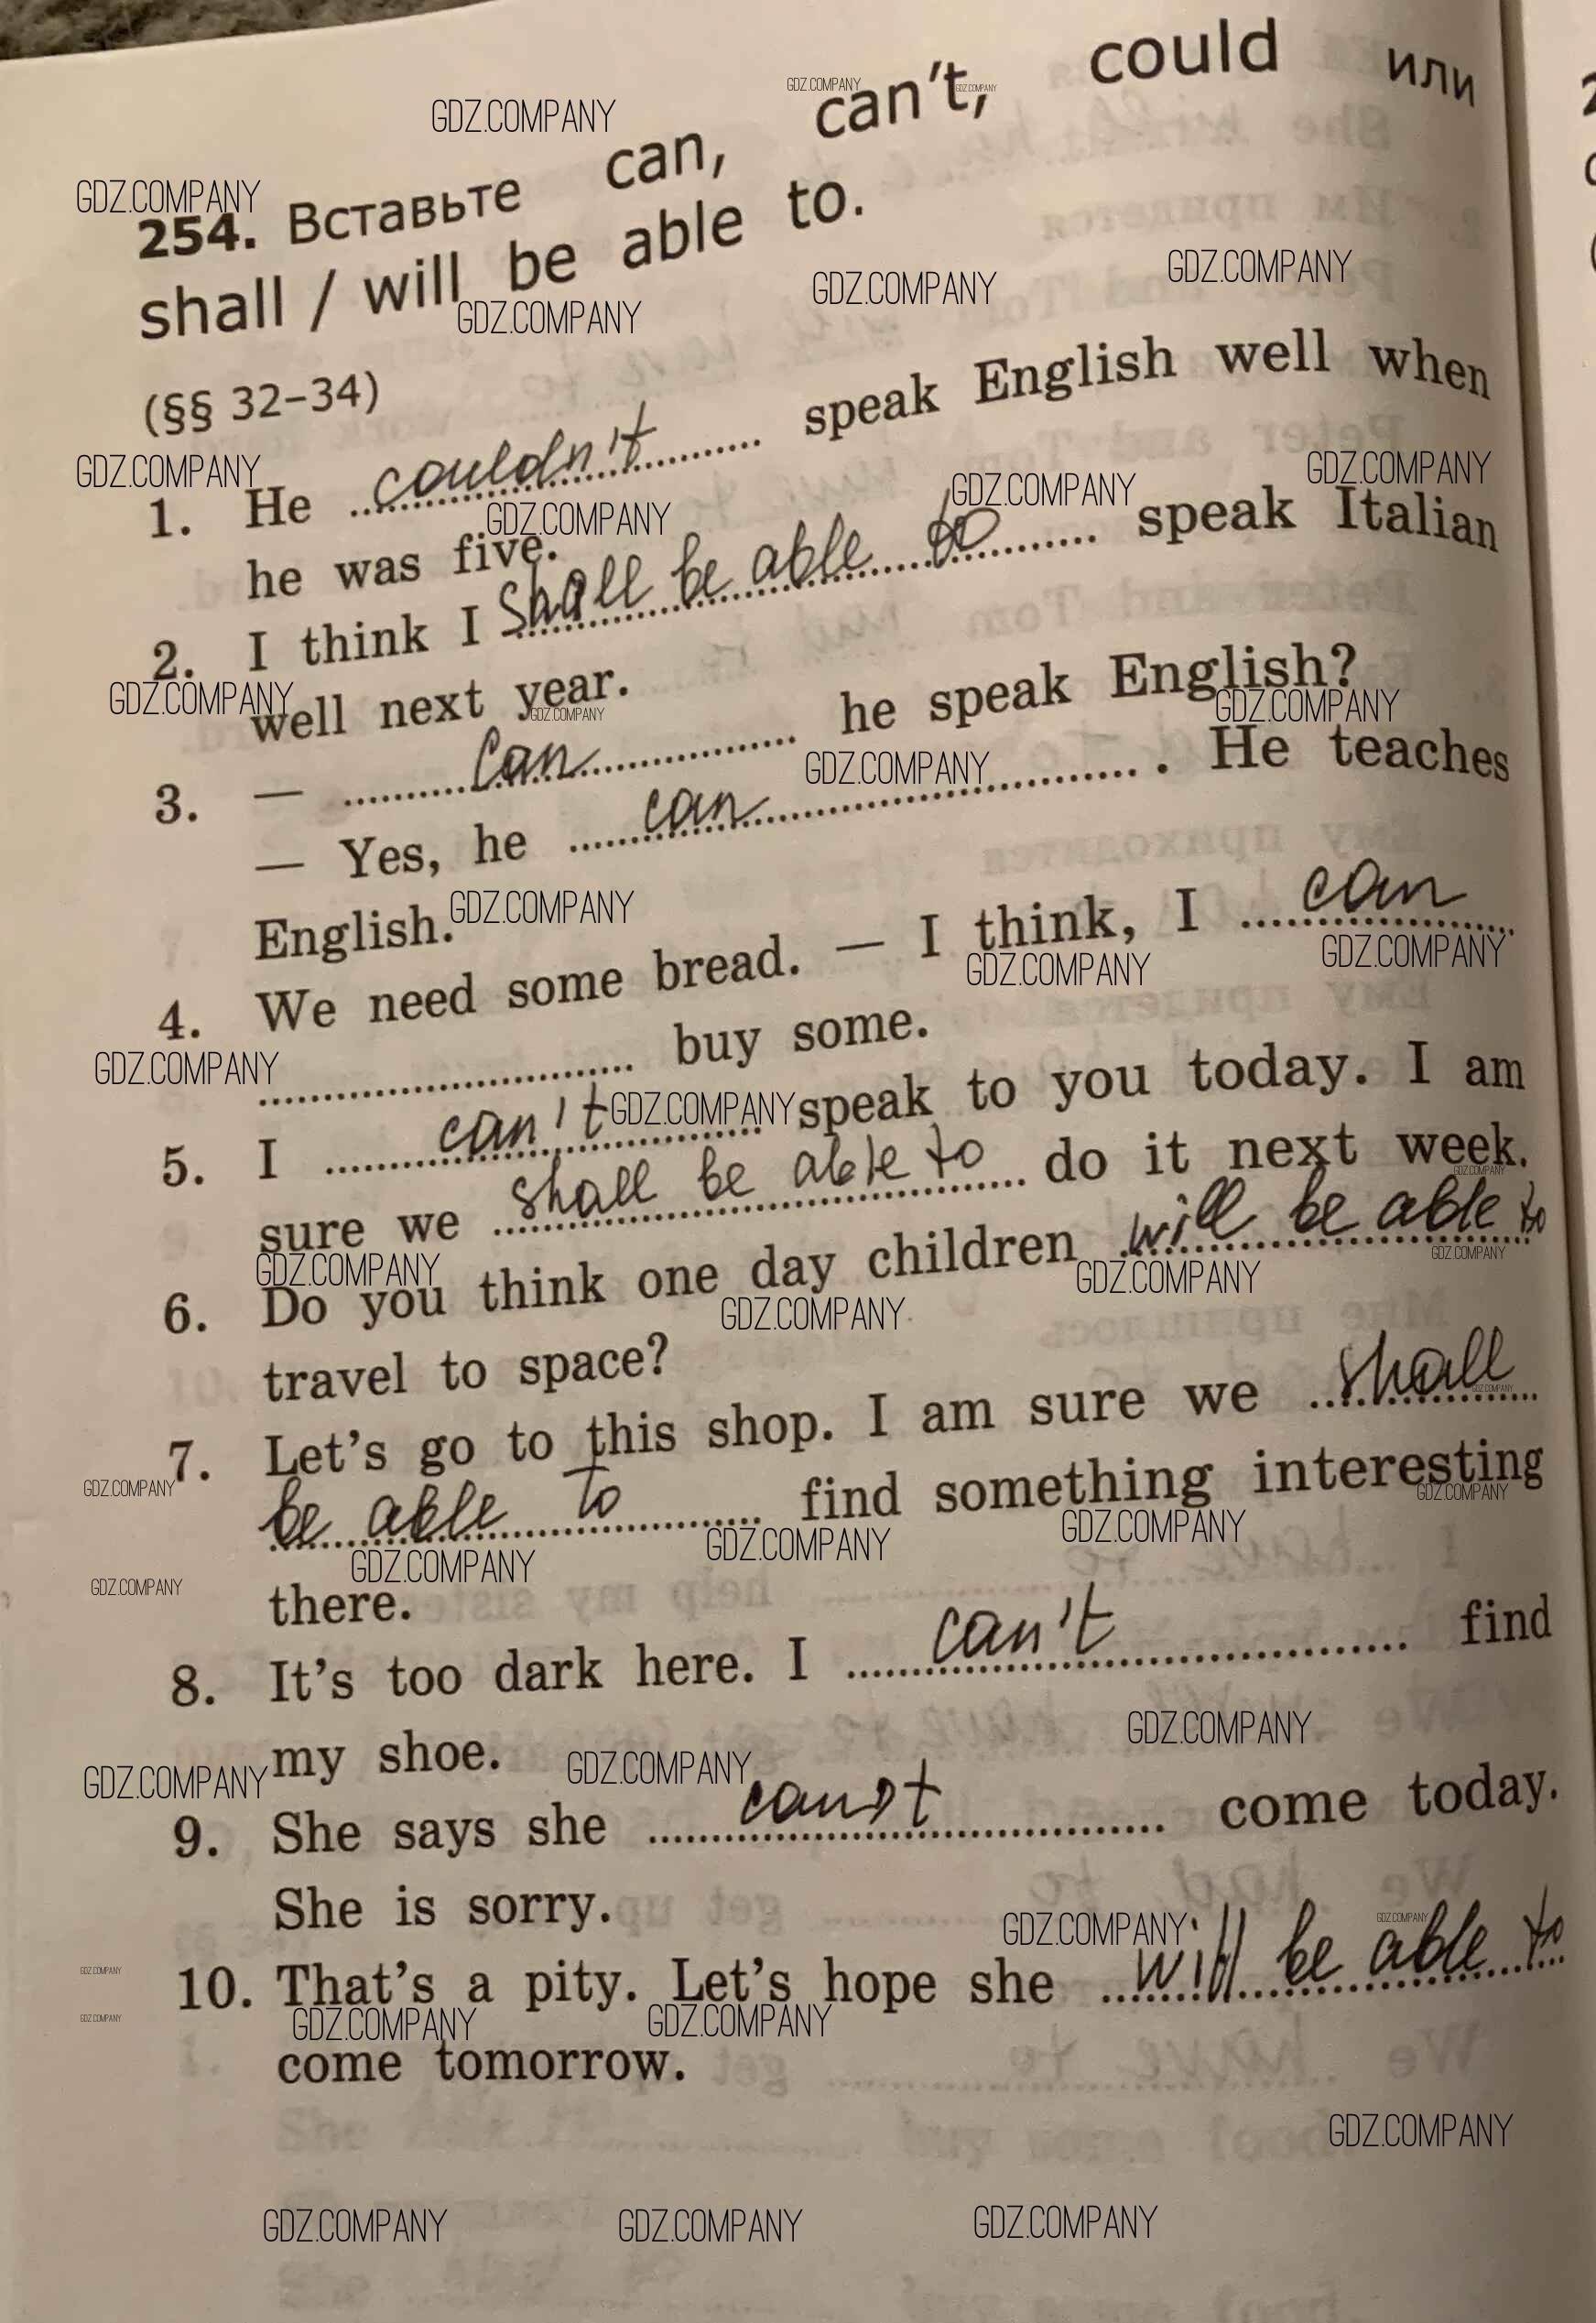 254. Вставьте can, can't, could или
shall / will be able to.
(§§ 32–34)
1. He couldn't speak English well when
he was five.
2. I think I shall be able to speak Italian
well next year.
3. — Can he speak English?
— Yes, he can. He teaches
English.
4. We need some bread. — I think, I can
buy some.
5. I can't speak to you today. I am
sure we shall be able to do it next week.
6. Do you think one day children will be able to
travel to space?
7. Let's go to this shop. I am sure we shall
be able to find something interesting
there.
8. It's too dark here. I can't find
my shoe.
9. She says she can't come today.
She is sorry.
10. That's a pity. Let's hope she will be able to
come tomorrow.
GDZ.COMPANY